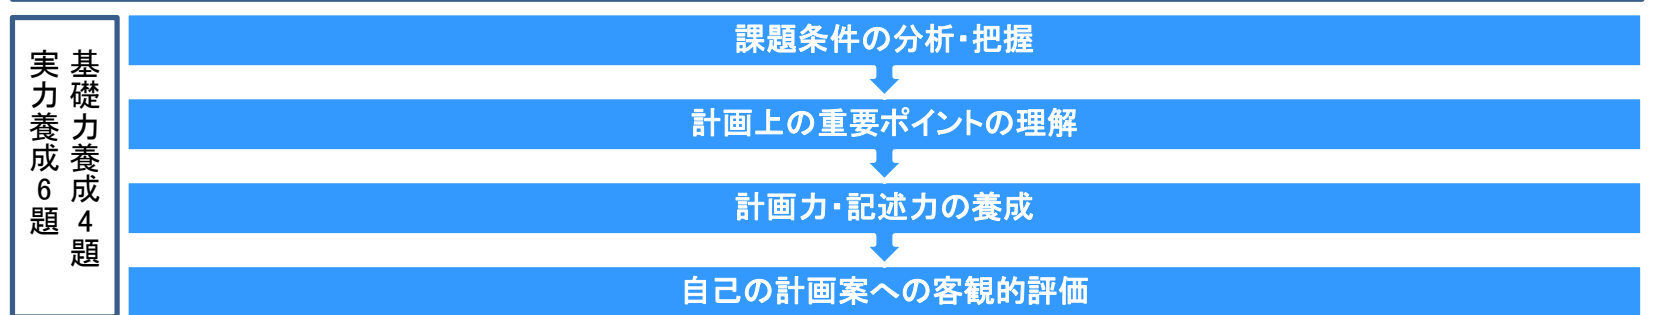 基礎力養成4題
実力養成6題
課題条件の分析・把握
計画上の重要ポイントの理解
計画力・記述力の養成
自己の計画案への客観的評価